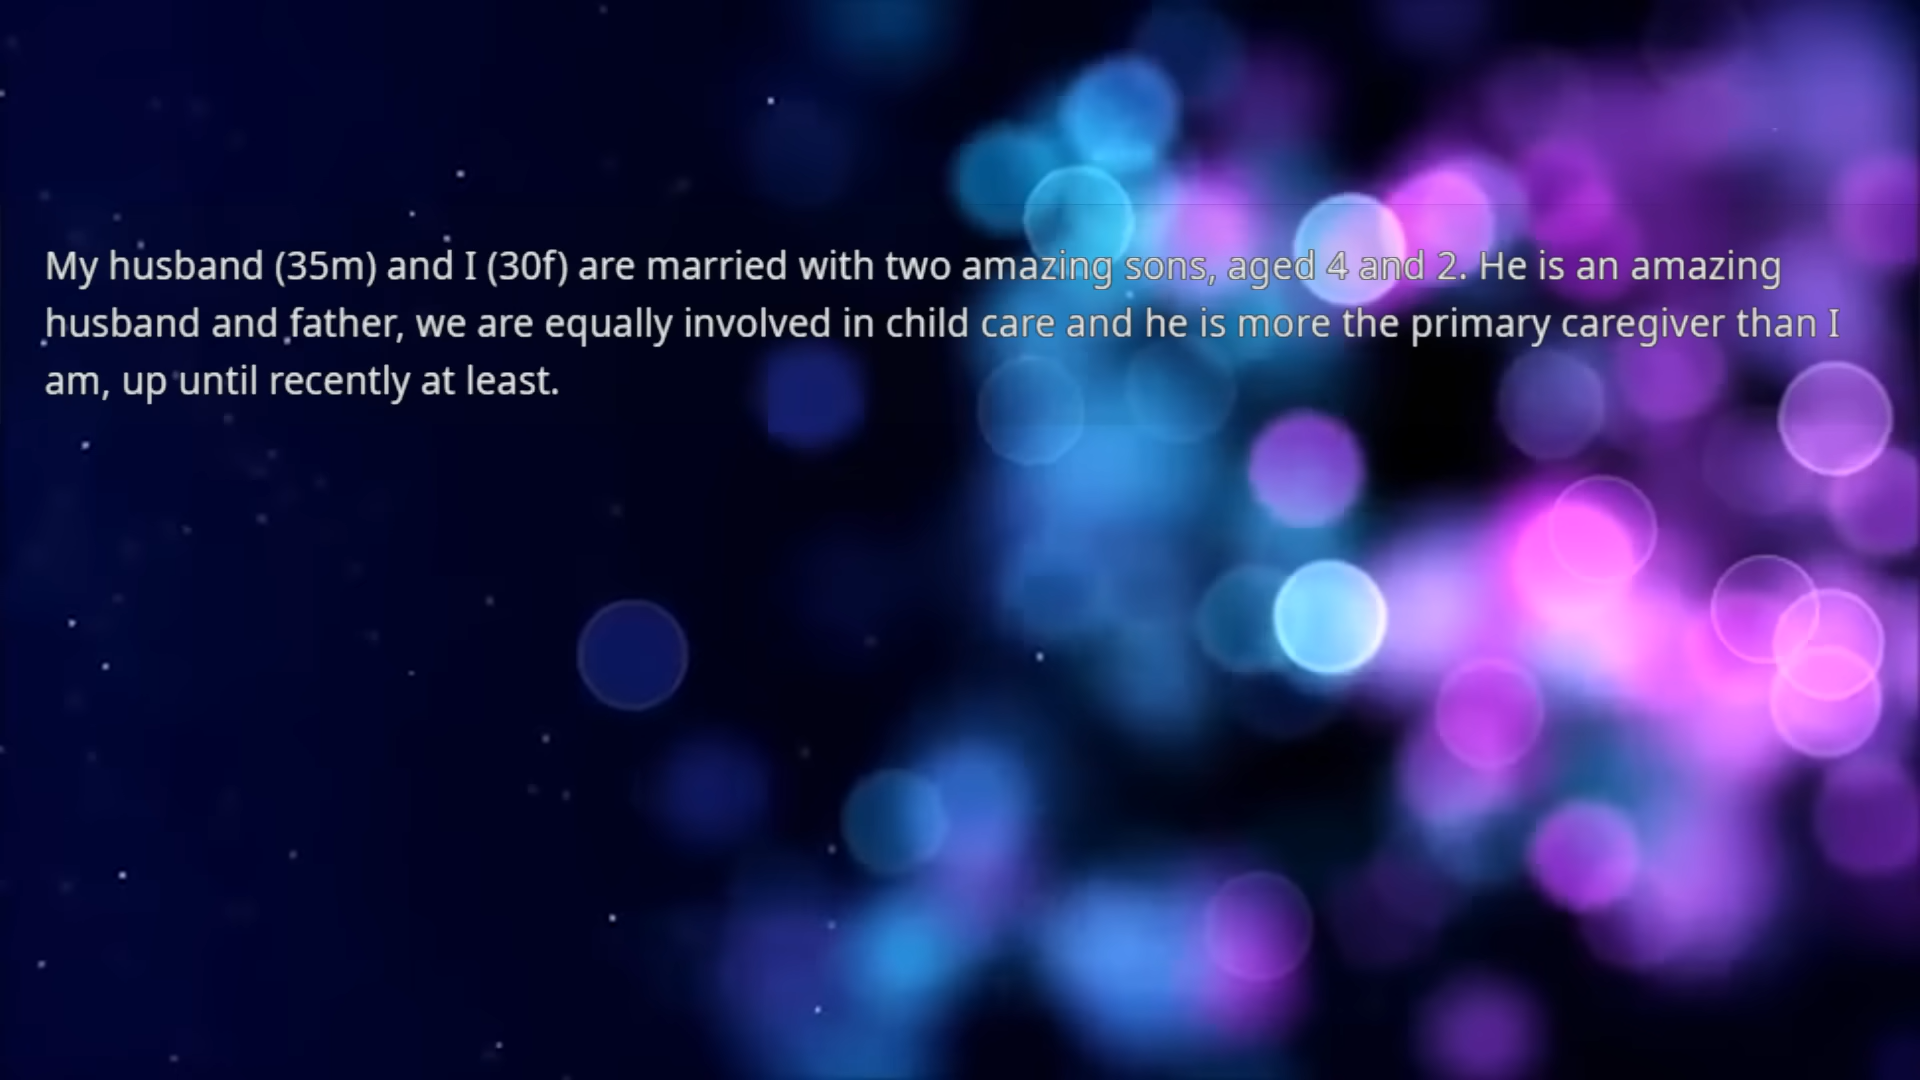 My husband (35m) and I (30f) are married with two amazing sons, aged 4 and 2. He is an amazing
husband and father, we are equally involved in child care and he is more the primary caregiver than I
am, up until recently at least.